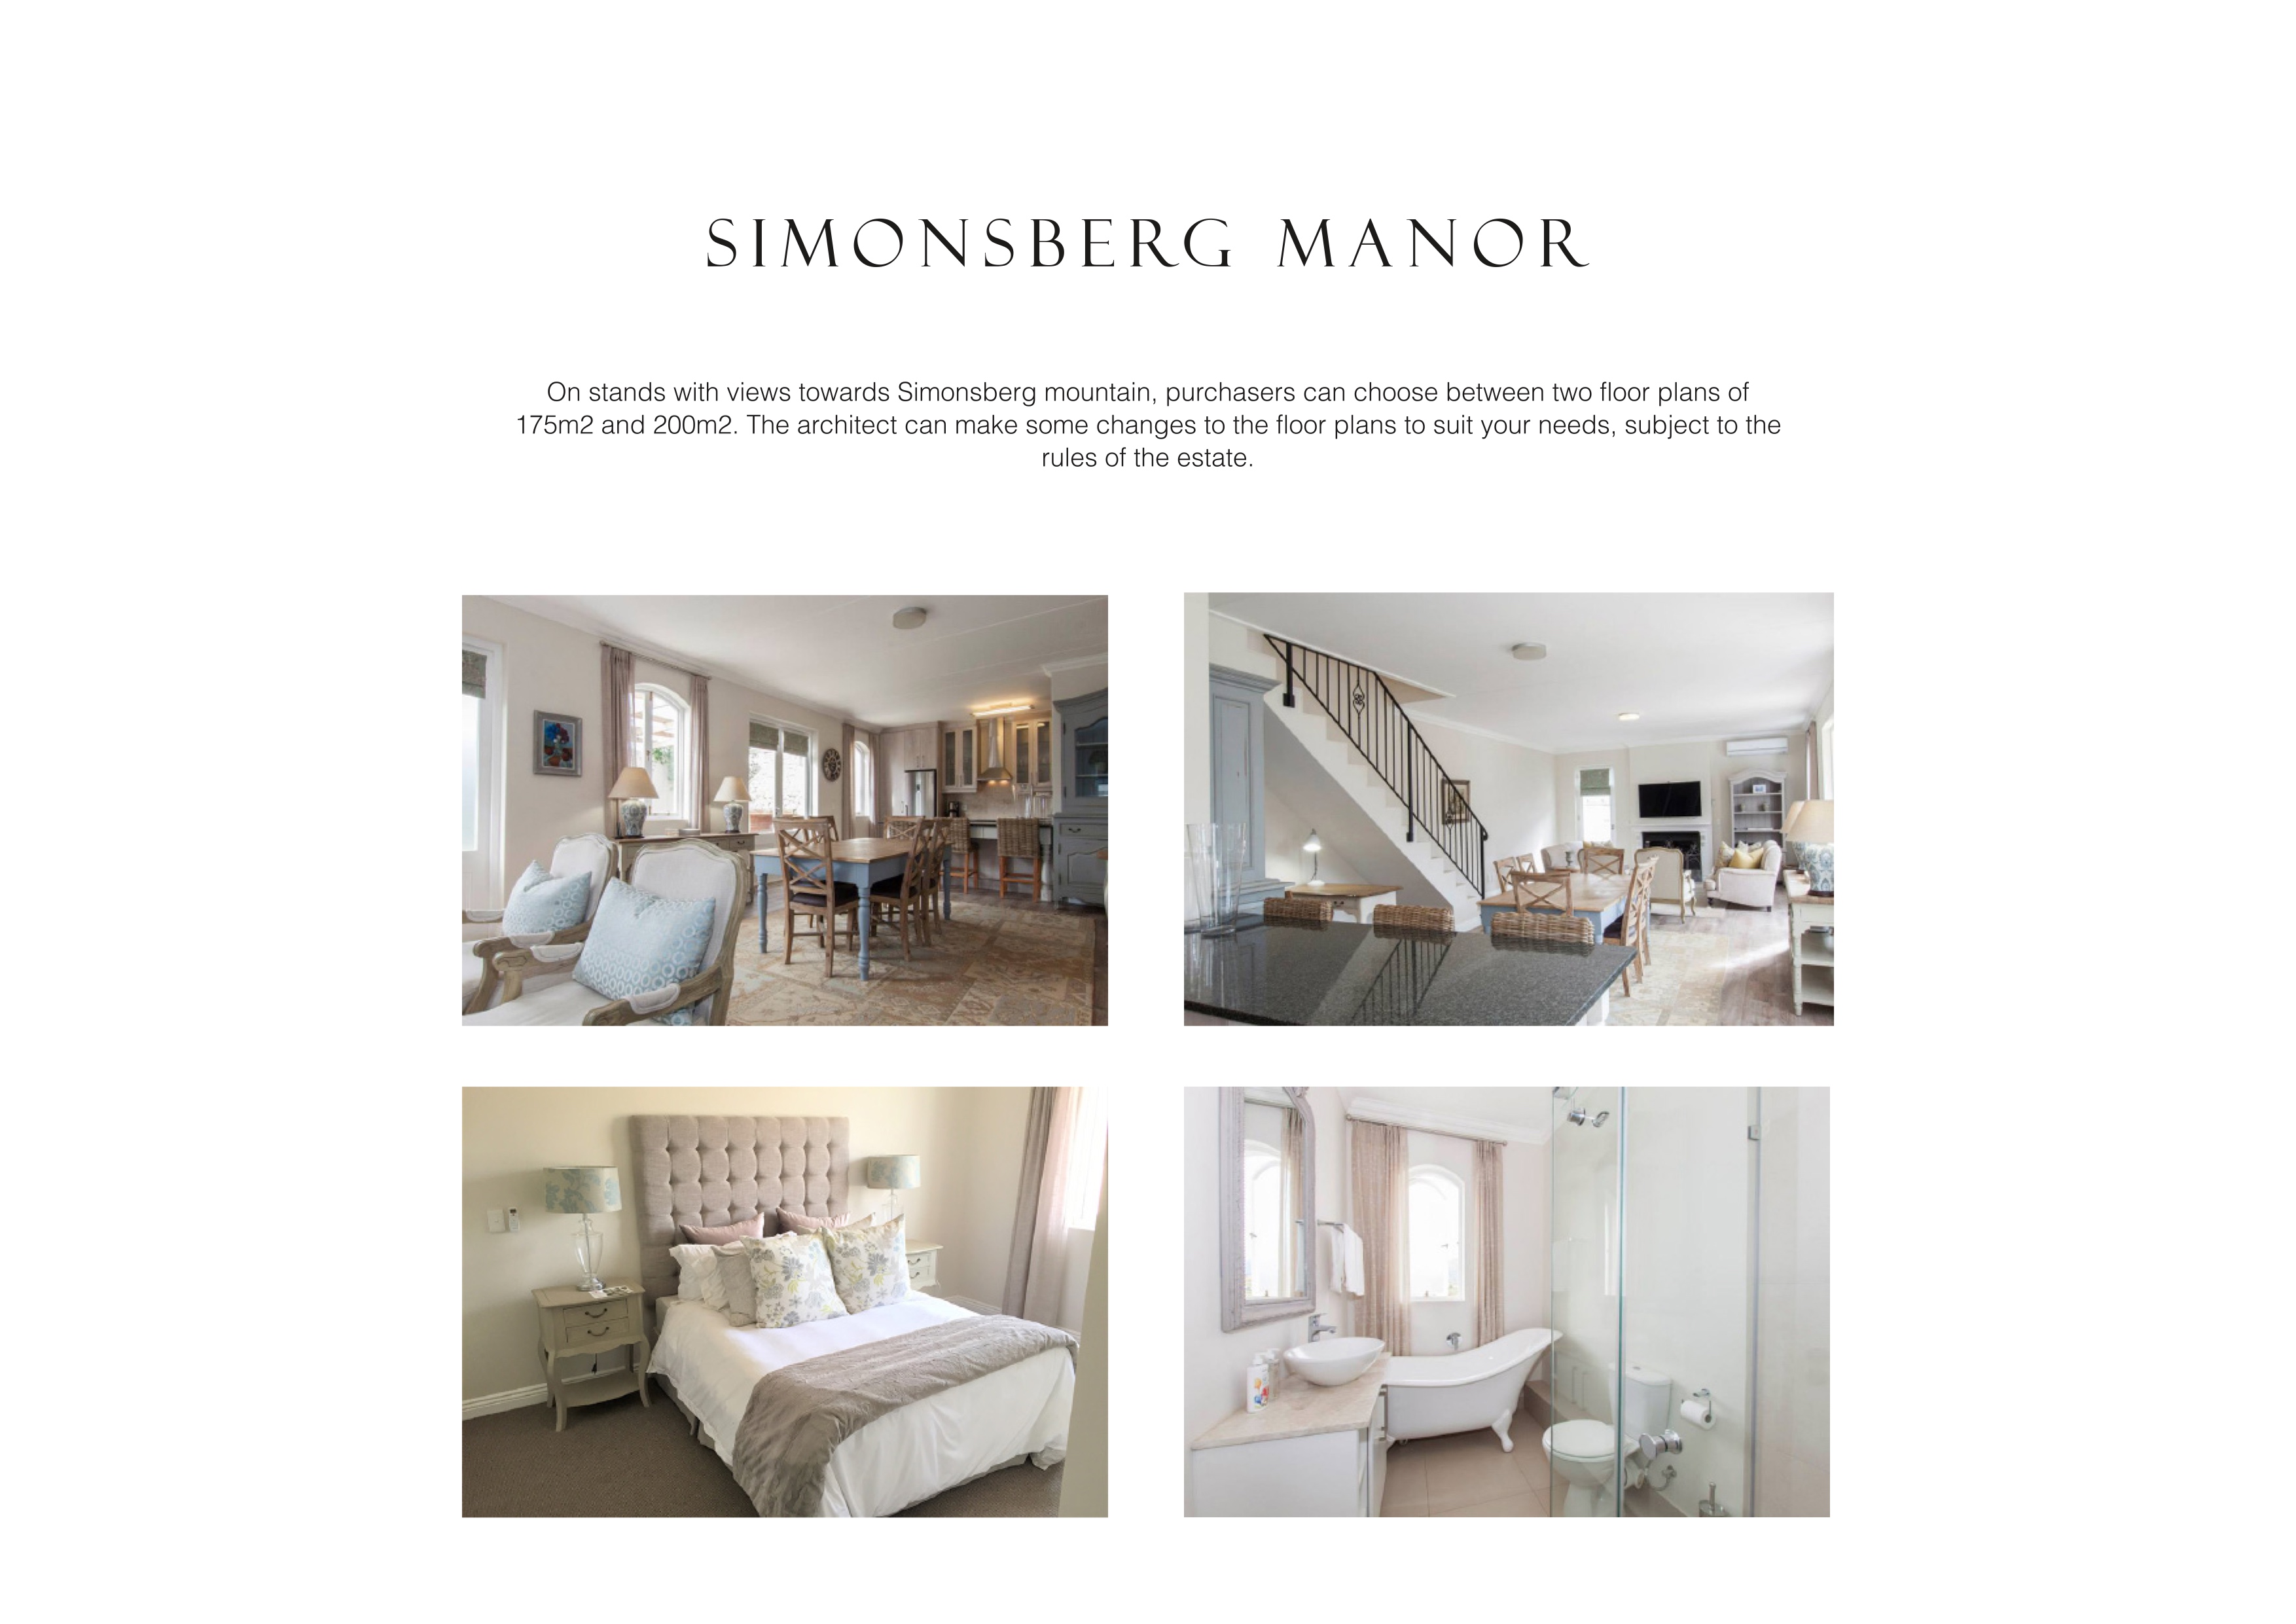 SIMONSBERG MANOR
On stands with views towards Simonsberg mountain, purchasers can choose between two floor plans of
175m2 and 200m2. The architect can make some changes to the floor plans to suit your needs, subject to the
rules of the estate.